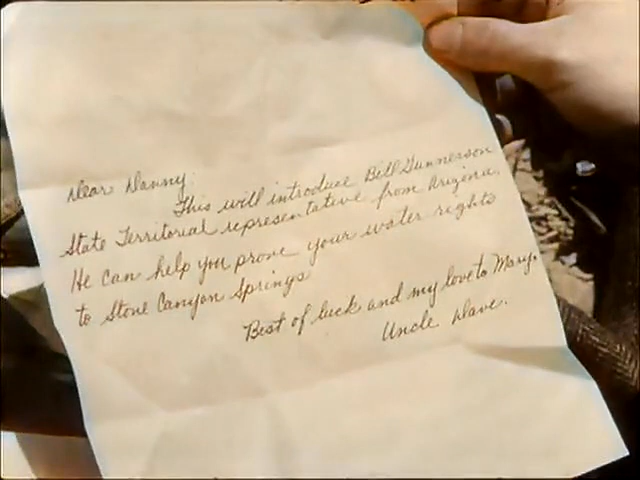 Dear Danny
This will introduce Bill Gunnerson
State Territorial representative from Arizona.
He can help you prove your water rights
to Stone Canyon Springs
Best of luck and my love to Mary.
Uncle Dave.